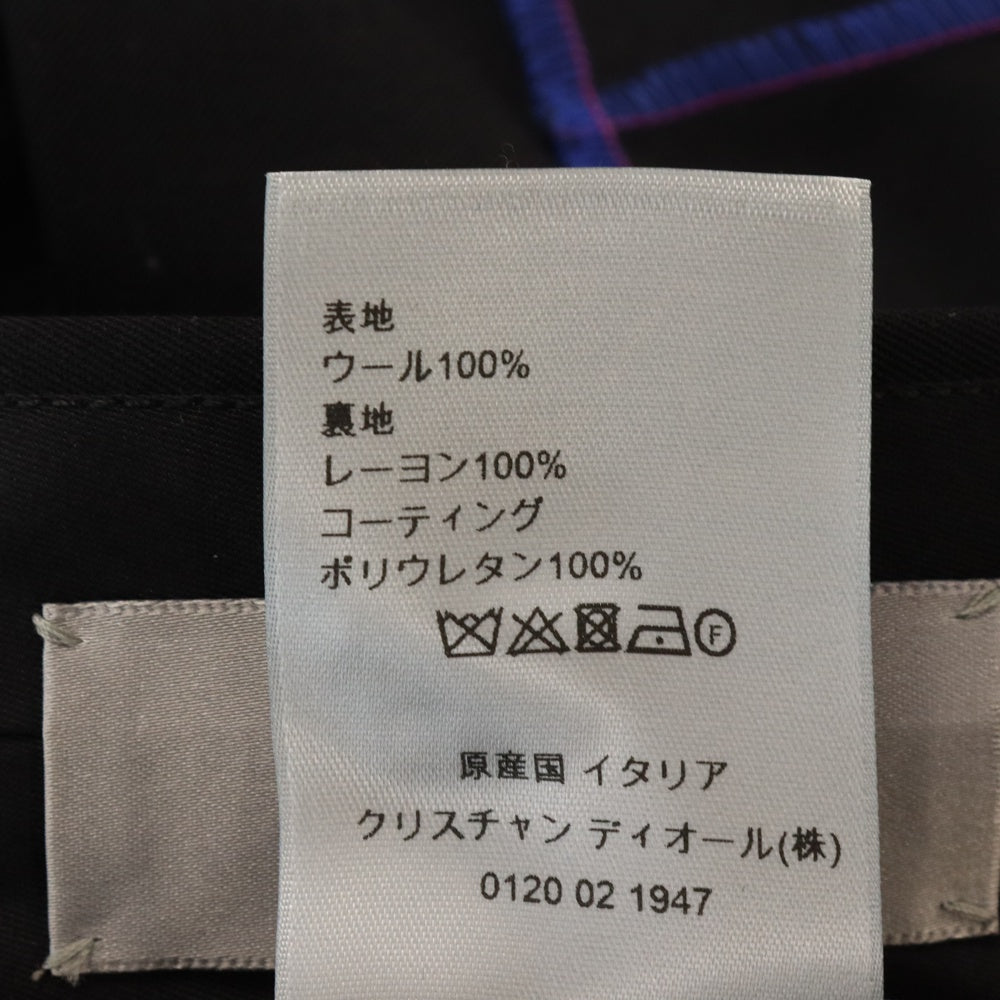 表地
ウール100%
裏地
レーヨン100%
コーティング
ポリウレタン100%
F
原産国 イタリア
クリスチャン ディオール(株)
0120 02 1947